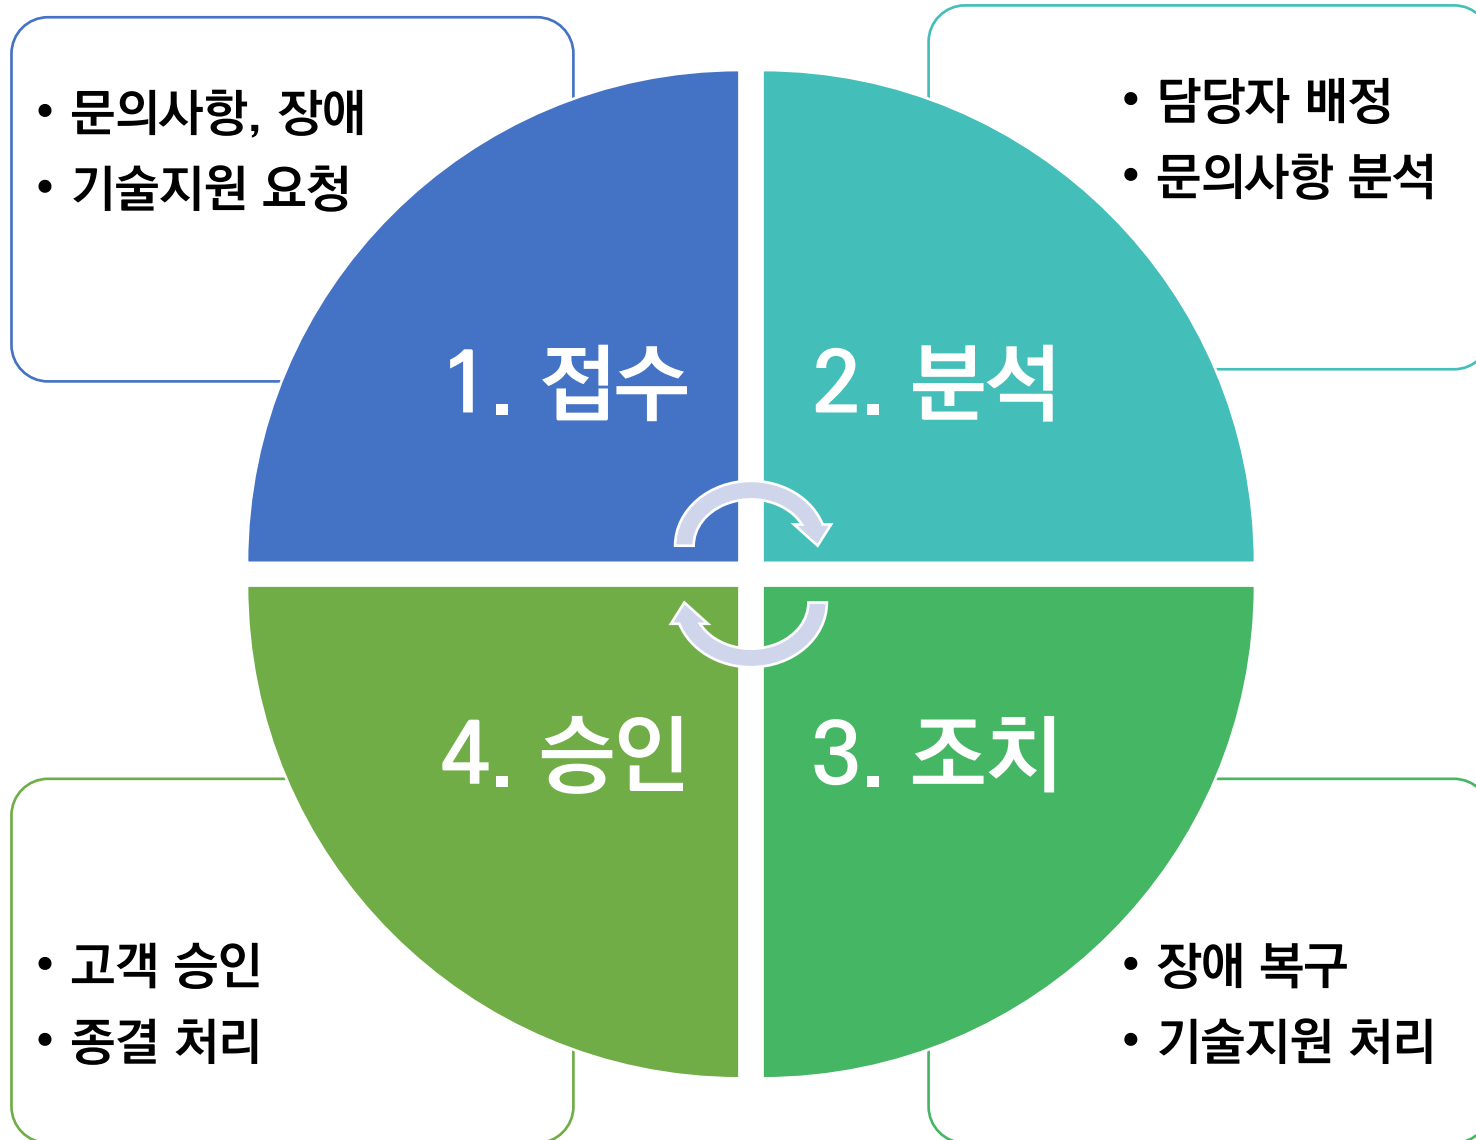 • 문의사항, 장애
• 기술지원 요청
• 담당자 배정
• 문의사항 분석
1. 접수
2. 분석
4. 승인
3. 조치
• 고객 승인
• 종결 처리
• 장애 복구
• 기술지원 처리